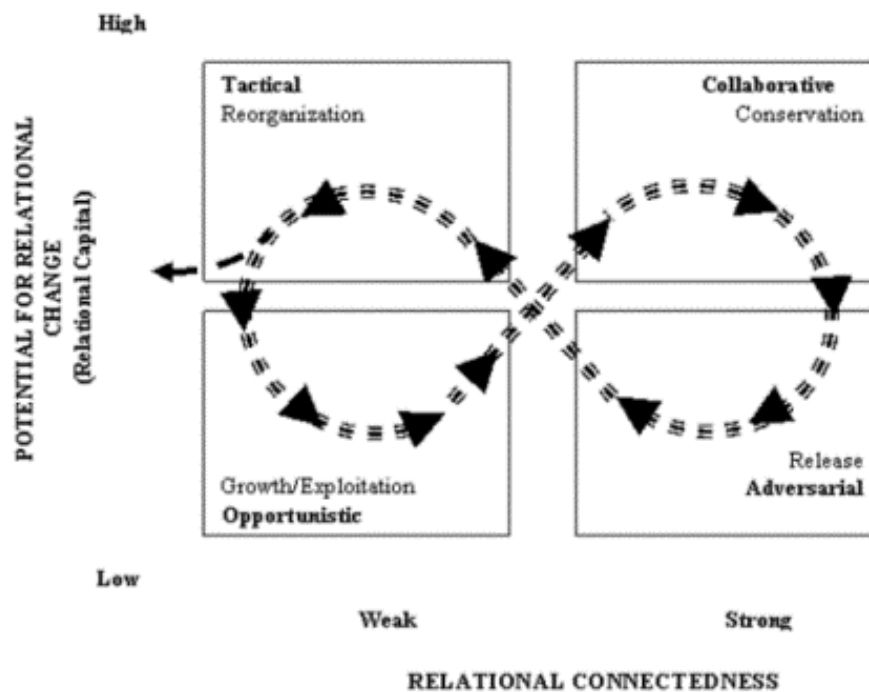 High
Tactical
Reorganization
Collaborative
Conservation
POTENTIAL FOR RELATIONAL
CHANGE
(Relational Capital)
Growth/Exploitation
Opportunistic
Release
Adversarial
Low
Weak
Strong
RELATIONAL CONNECTEDNESS